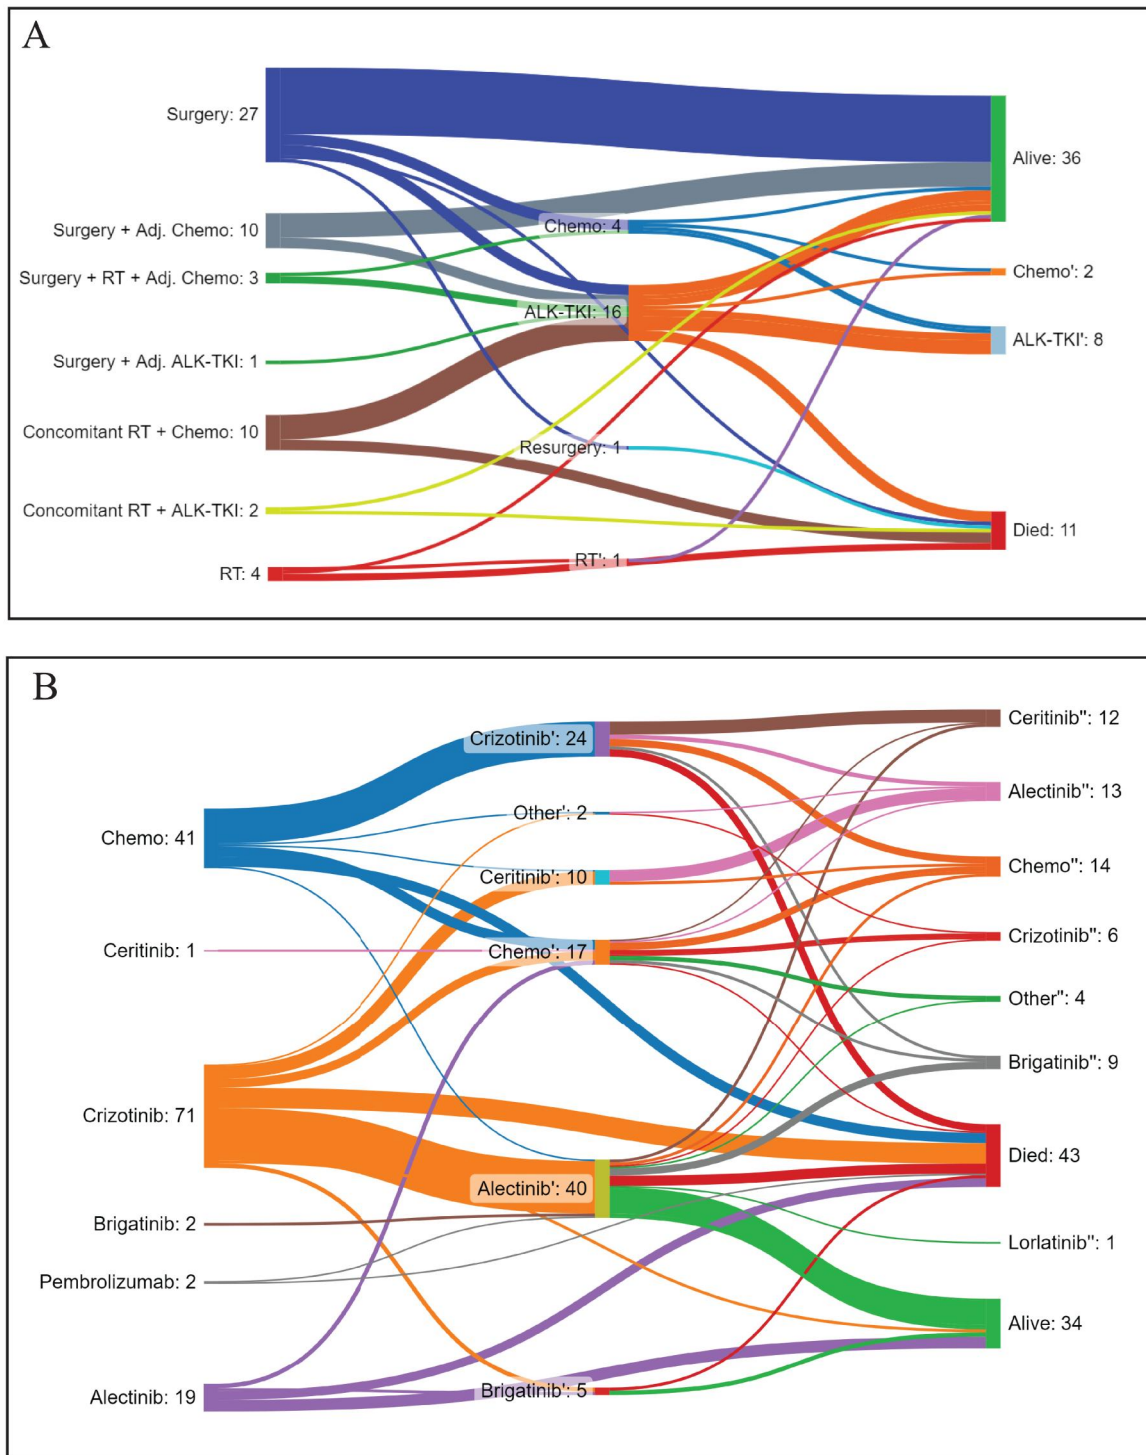 A
Surgery: 27
Surgery + Adj. Chemo: 10
Surgery + RT + Adj. Chemo: 3
Surgery + Adj. ALK-TKI: 1
Concomitant RT + Chemo: 10
Concomitant RT + ALK-TKI: 2
RT: 4
Chemo: 4
ALK-TKI: 16
Resurgery: 1
RT': 1
Alive: 36
Chemo': 2
ALK-TKI': 8
Died: 11
B
Chemo: 41
Ceritinib: 1
Crizotinib: 71
Brigatinib: 2
Pembrolizumab: 2
Alectinib: 19
Crizotinib': 24
Other': 2
Ceritinib': 10
Chemo': 17
Alectinib': 40
Brigatinib': 5
Ceritinib": 12
Alectinib": 13
Chemo": 14
Crizotinib": 6
Other": 4
Brigatinib": 9
Died: 43
Lorlatinib": 1
Alive: 34